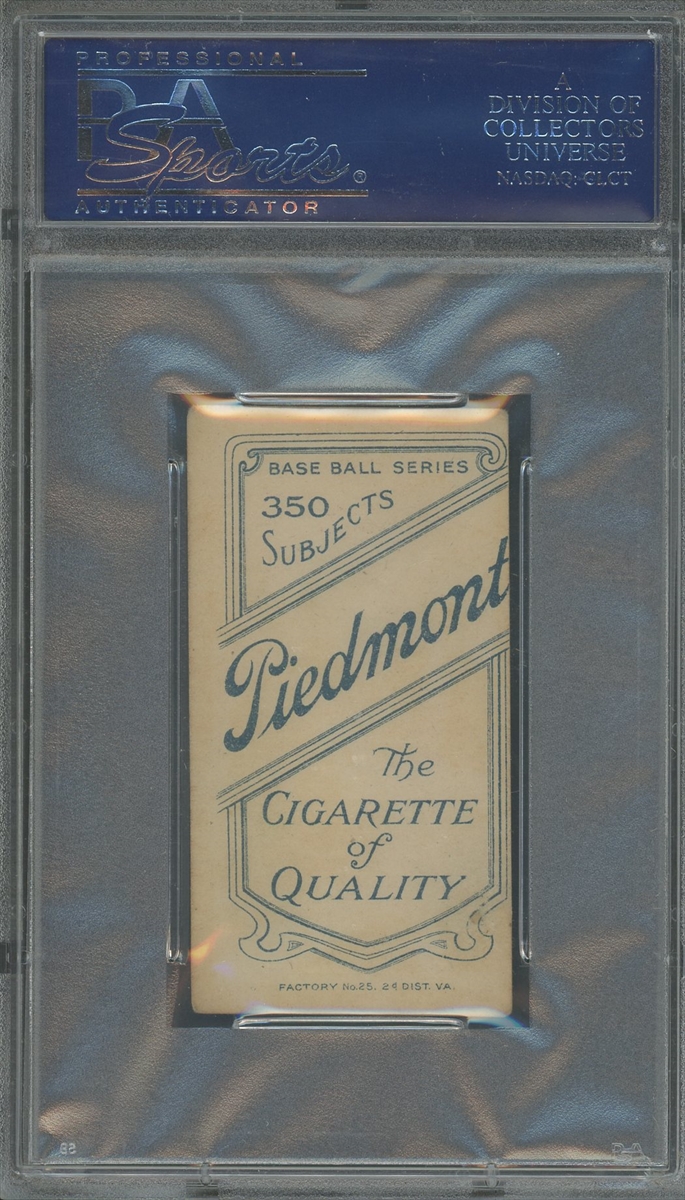 PROFESSIONAL
PSA
Sports®
AUTHENTICATOR
A
DIVISION OF
COLLECTORS
UNIVERSE
NASDAQ: CLCT
BASE BALL SERIES
350
SUBJECTS
Piedmont
The
CIGARETTE
of
QUALITY
FACTORY No.25. 2d DIST. VA.
PSA